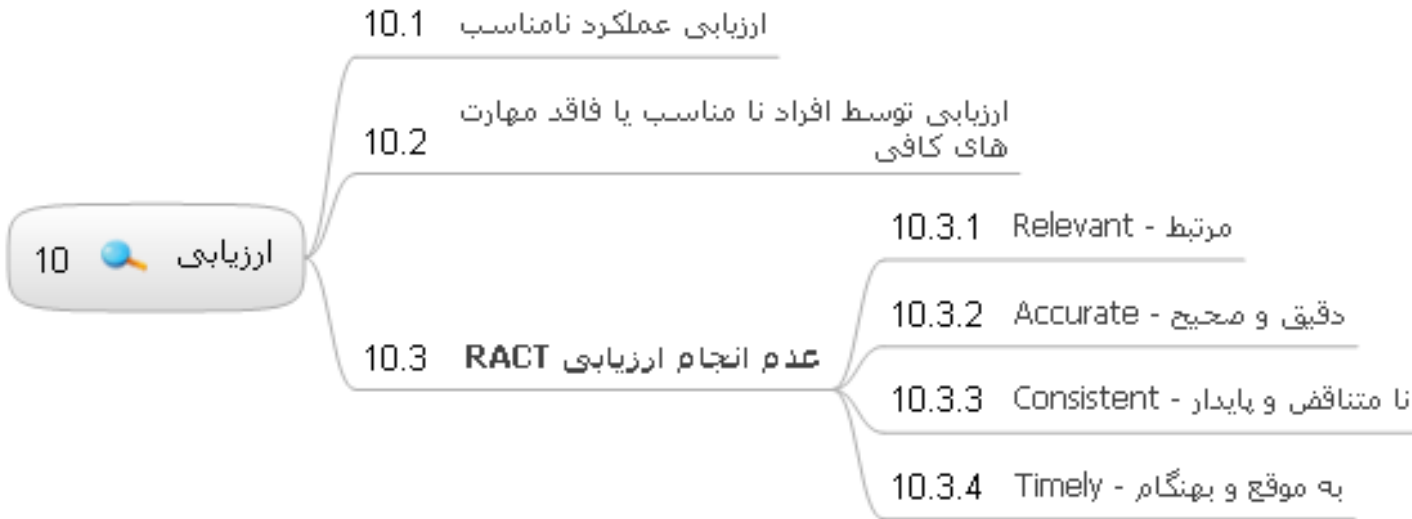 10 ارزیابی
10.1 ارزیابی عملکرد نامناسب
10.2 ارزیابی توسط افراد نا مناسب یا فاقد مهارت
های کافی
10.3 عدم انجام ارزیابی RACT
10.3.1 Relevant - مرتبط
10.3.2 Accurate - دقیق و صحیح
10.3.3 Consistent - نا متناقض و پایدار
10.3.4 Timely - به موقع و بهنگام